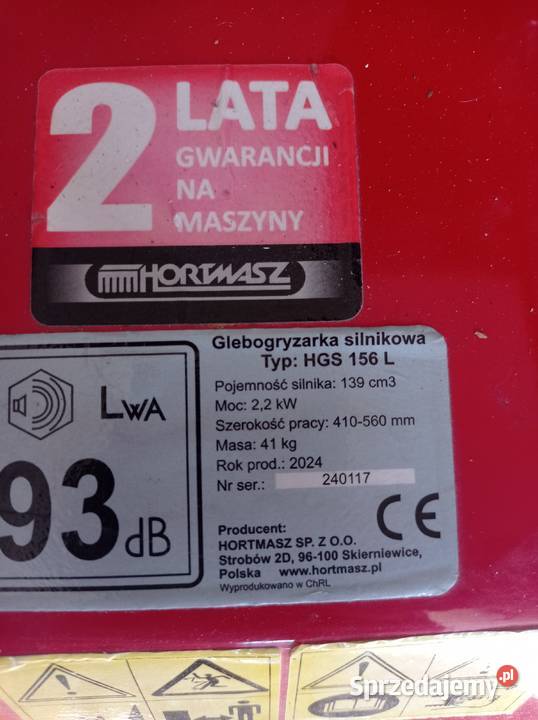 2 LATA
GWARANCJI
NA
MASZYNY
HORTMASZ
LWA
93 dB
Glebogryzarka silnikowa
Typ: HGS 156 L
Pojemność silnika: 139 cm3
Moc: 2,2 kW
Szerokość pracy: 410-560 mm
Masa: 41 kg
Rok prod.: 2024
Nr ser.: 240117
CE
Producent:
HORTMASZ SP. Z O.O.
Strobów 2D, 96-100 Skierniewice,
Polska www.hortmasz.pl
Wyprodukowano w ChRL
Sprzedajemy.pl